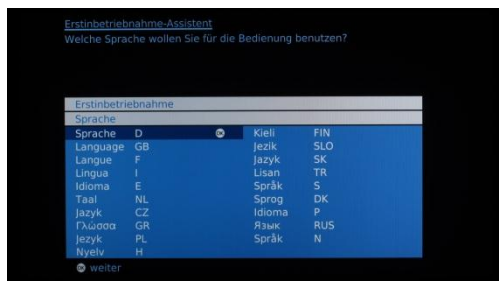 Erstinbetriebnahme-Assistent
Welche Sprache wollen Sie für die Bedienung benutzen?
Erstinbetriebnahme
Sprache
Sprache D OK Kieli FIN
Language GB Jezik SLO
Langue F Jazyk SK
Lingua I Lisan TR
Idioma E Språk S
Taal NL Sprog DK
Jazyk CZ Idioma P
Γλώσσα GR Язык RUS
Jezyk PL Språk N
Nyelv H
OK weiter